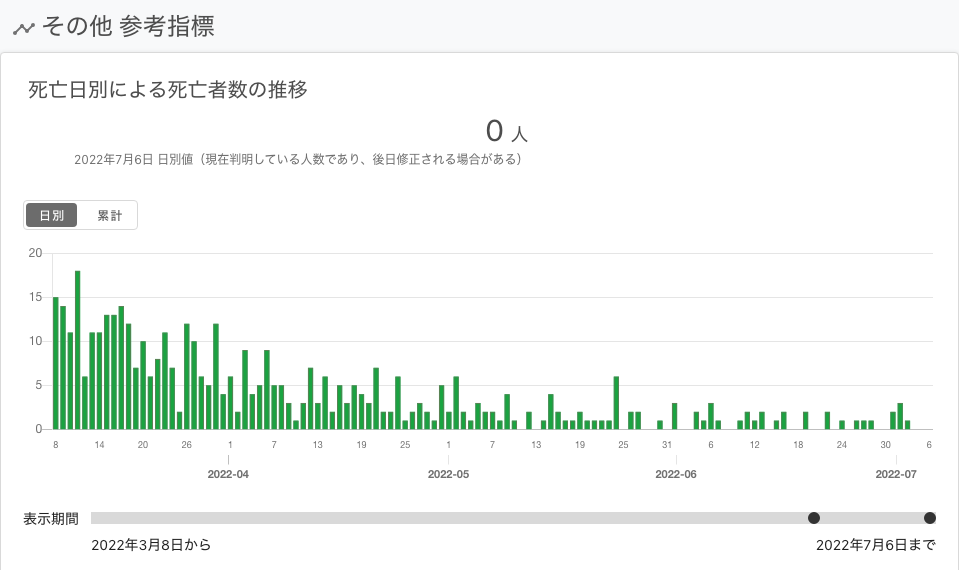 その他 参考指標
死亡日別による死亡者数の推移
0 人
2022年7月6日 日別値（現在判明している人数であり、後日修正される場合がある）
日別 累計
20
15
10
5
0
8 14 20 26 1 7 13 19 25 1 7 13 19 25 31 6 12 18 24 30 6
2022-04 2022-05 2022-06 2022-07
表示期間
2022年3月8日から 2022年7月6日まで